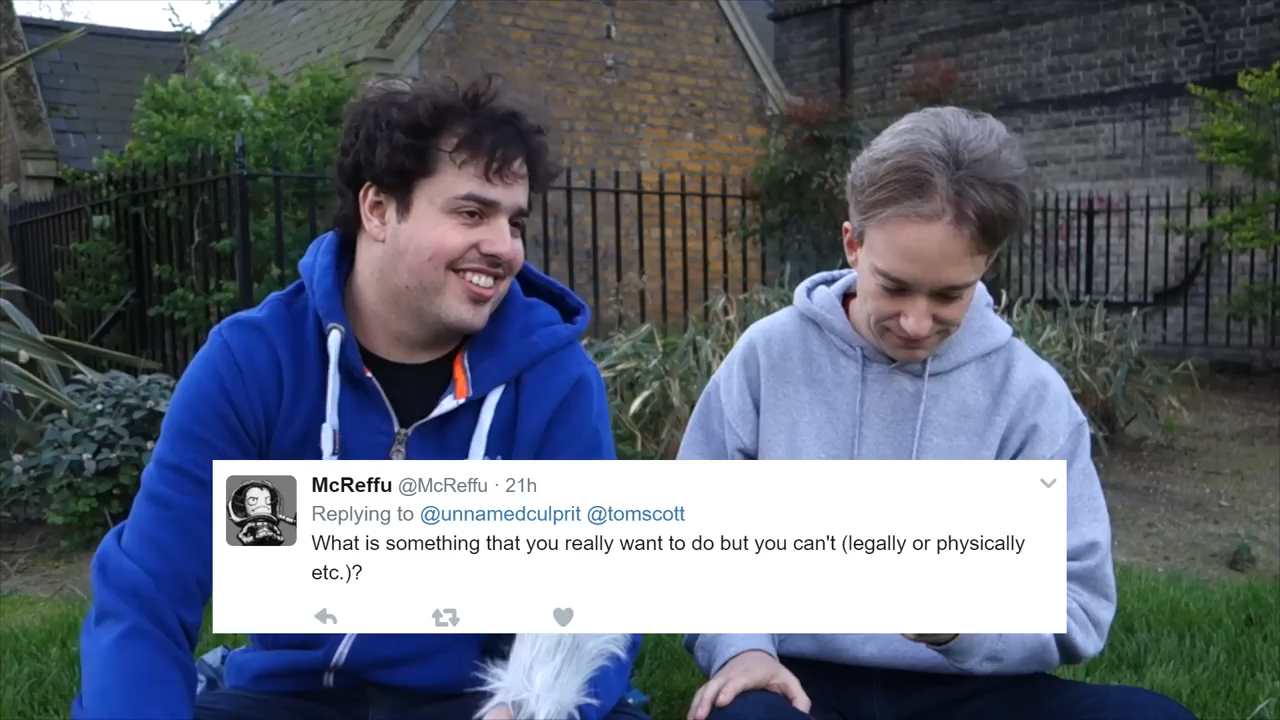 McReffu @McReffu · 21h
Replying to @unnamedculprit @tomscott
What is something that you really want to do but you can't (legally or physically
etc.)?